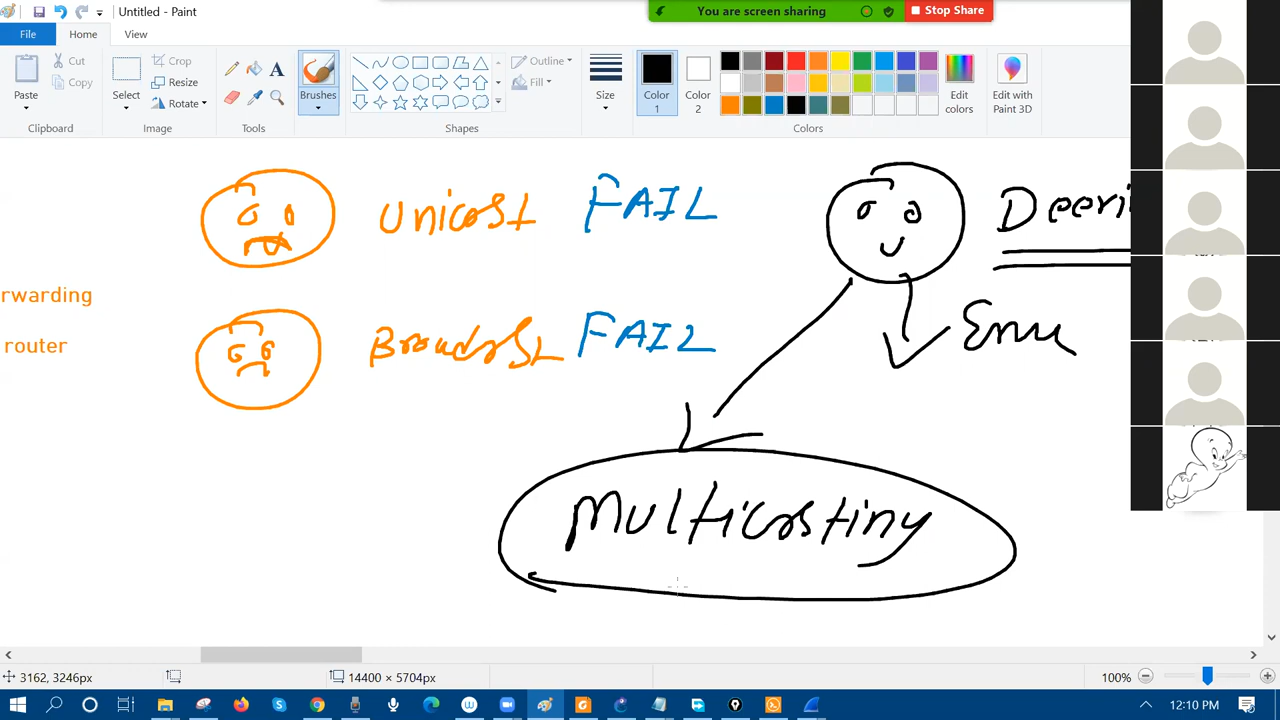 Untitled - Paint
You are screen sharing
Stop Share
File
Home
View
Paste
Cut
Copy
Clipboard
Select
Crop
Resize
Rotate
Image
Tools
Brushes
Shapes
Outline
Fill
Size
Color 1
Color 2
Edit colors
Edit with Paint 3D
Colors
Unicast FAIL
Deeri
rwarding
router
FAIL
Multicasting
3162, 3246px
14400 × 5704px
100%
12:10 PM